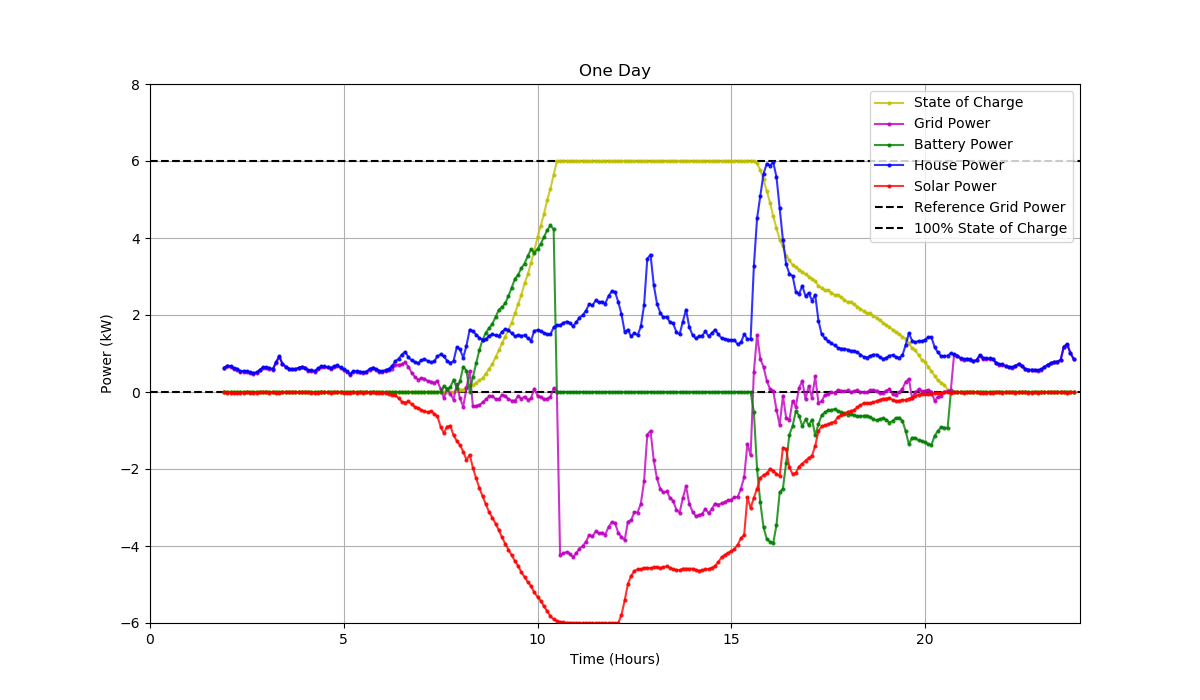 One Day
Power (kW)
8
6
4
2
0
−2
−4
−6
0
5
10
15
20
Time (Hours)
State of Charge
Grid Power
Battery Power
House Power
Solar Power
Reference Grid Power
100% State of Charge